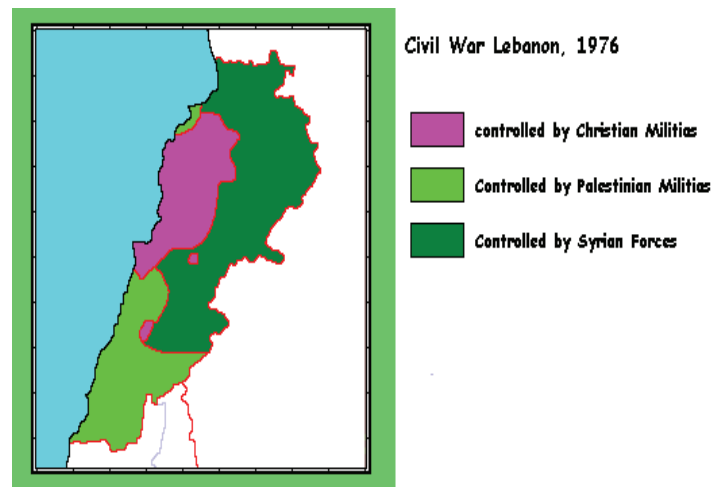 Civil War Lebanon, 1976
controlled by Christian Militias
Controlled by Palestinian Militias
Controlled by Syrian Forces